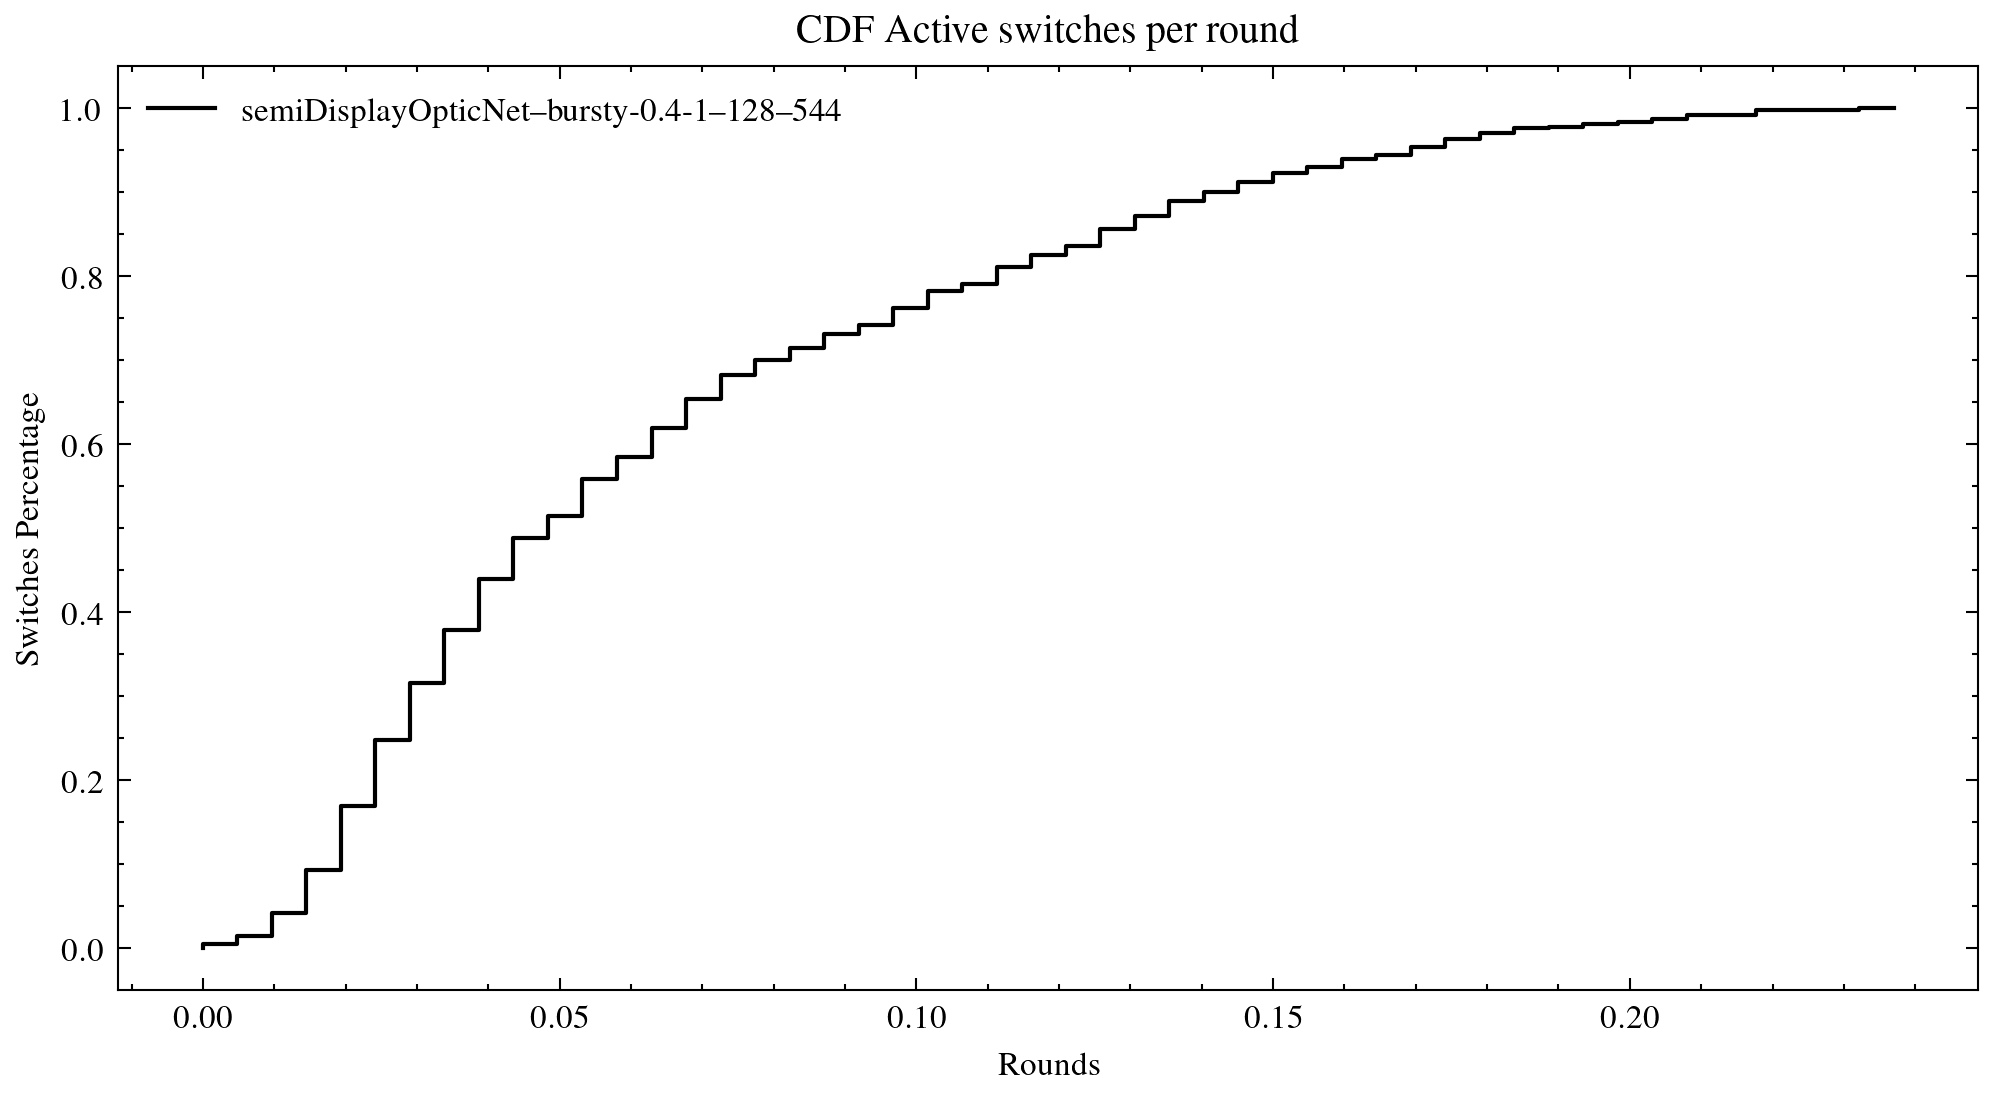 CDF Active switches per round
semiDisplayOpticNet–bursty-0.4-1–128–544
Switches Percentage
1.0
0.8
0.6
0.4
0.2
0.0
0.00 0.05 0.10 0.15 0.20
Rounds